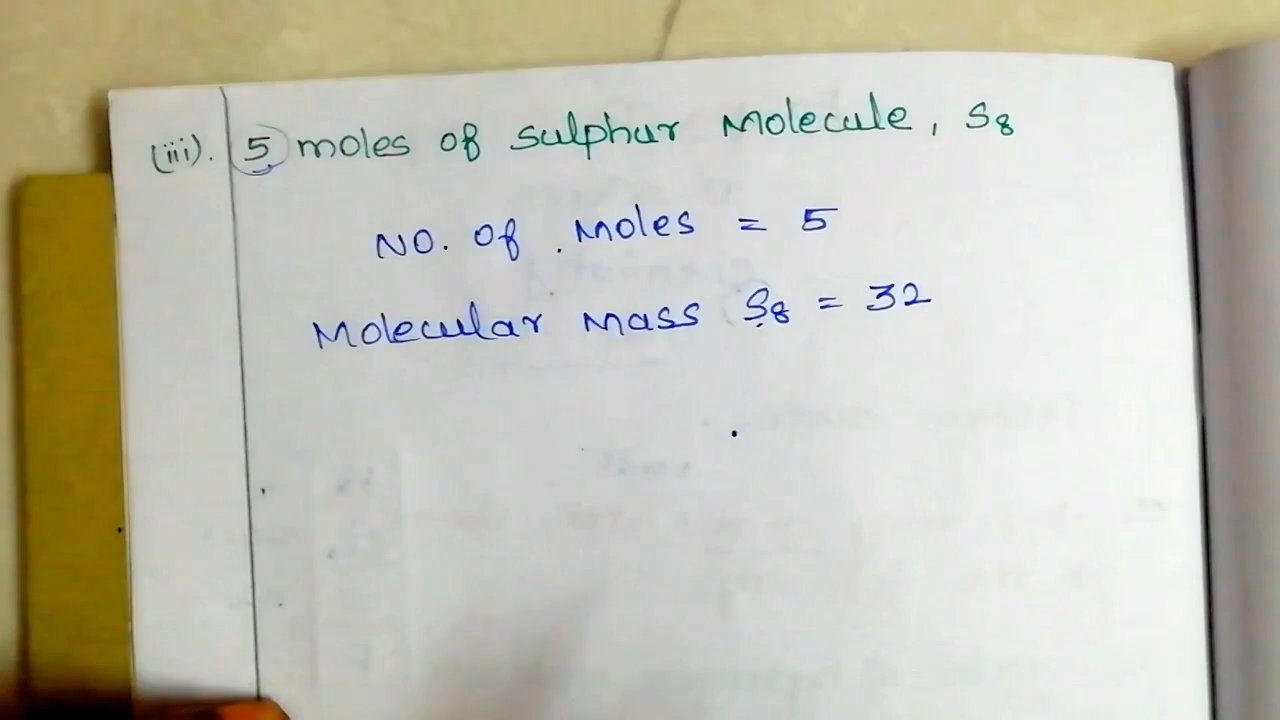 (iii). 5 moles of sulphur Molecule, S8
NO. of moles = 5
Molecular mass S8 = 32